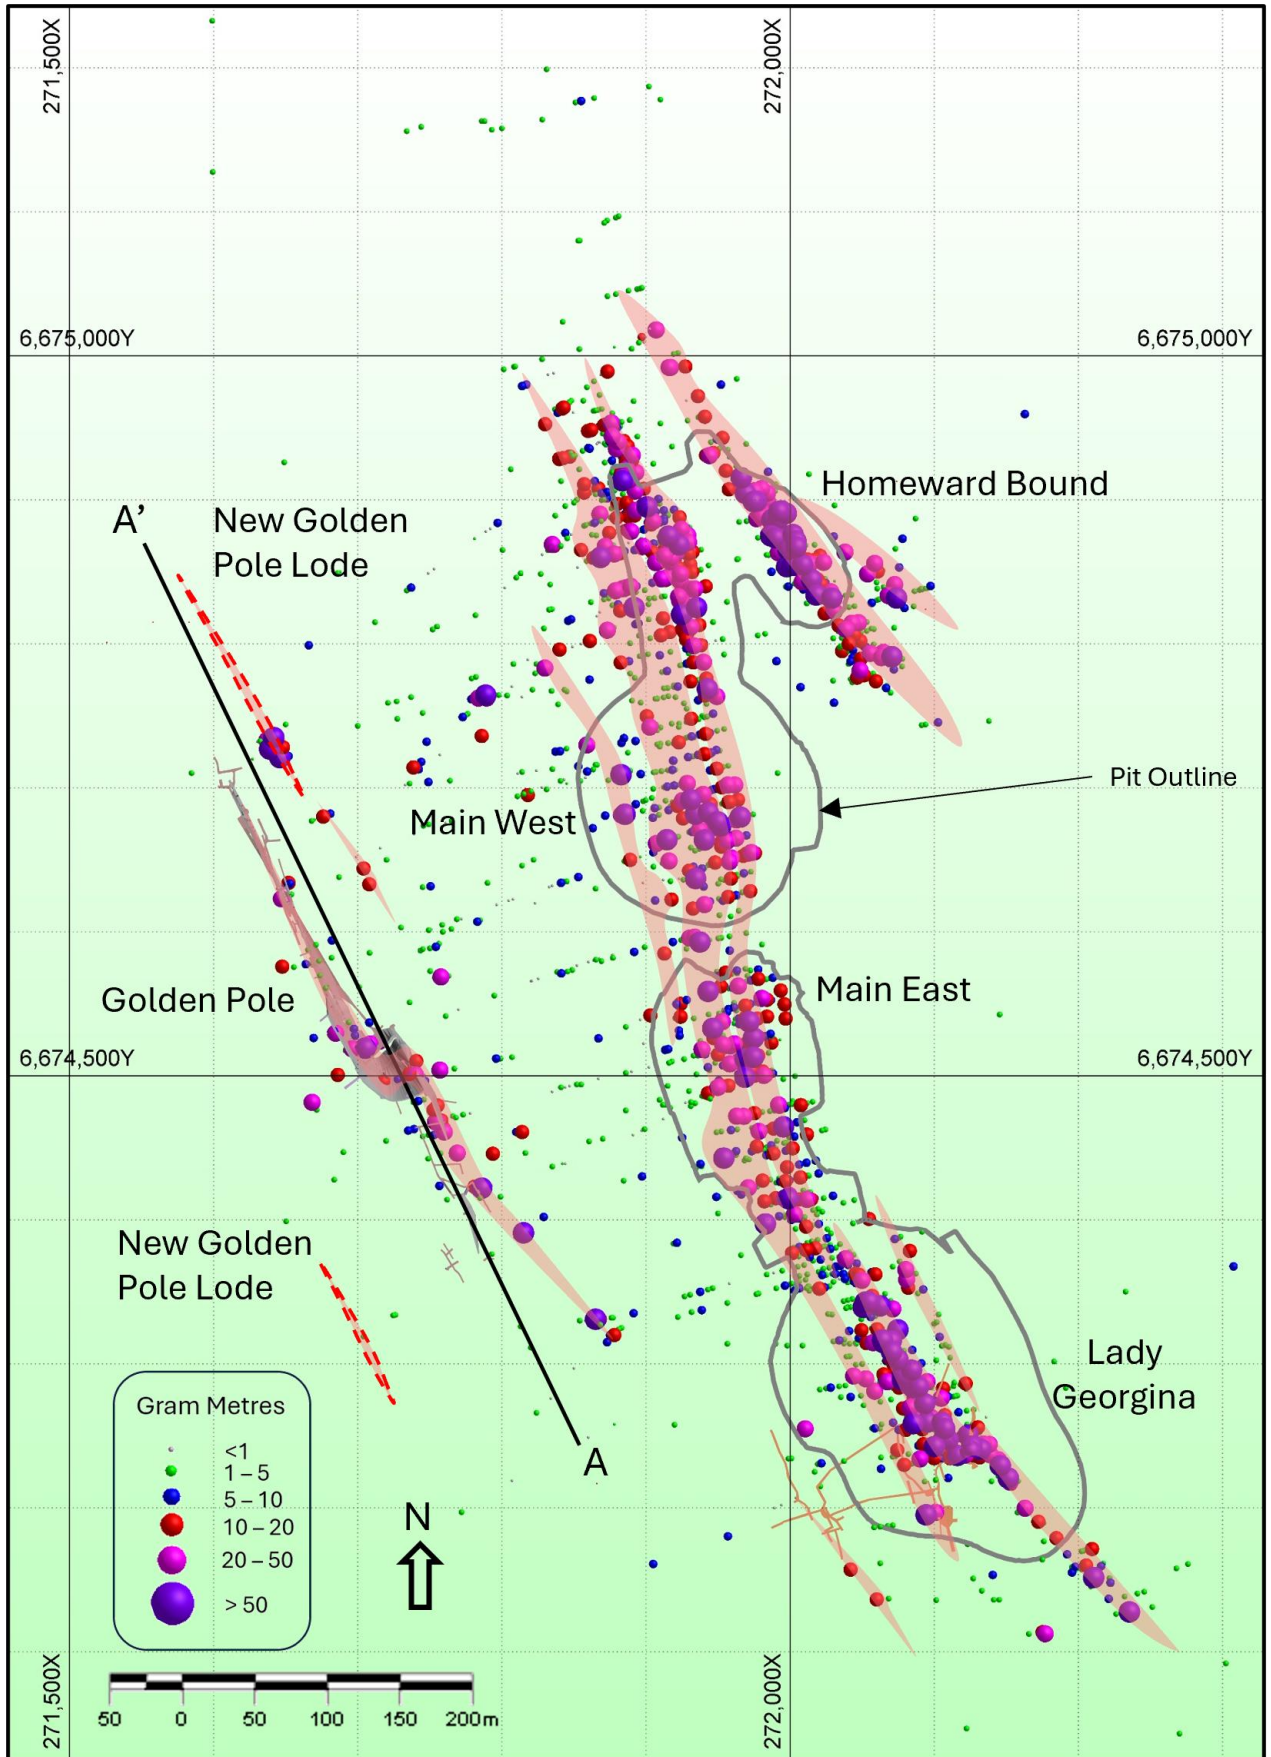 271,500X
272,000X
6,675,000Y
6,675,000Y
Homeward Bound
A’
New Golden
Pole Lode
Pit Outline
Main West
Main East
Golden Pole
6,674,500Y
6,674,500Y
New Golden
Pole Lode
Lady
Georgina
Gram Metres
<1
1 – 5
5 – 10
10 – 20
20 – 50
> 50
A
N
50
0
50
100
150
200m
271,500X
272,000X